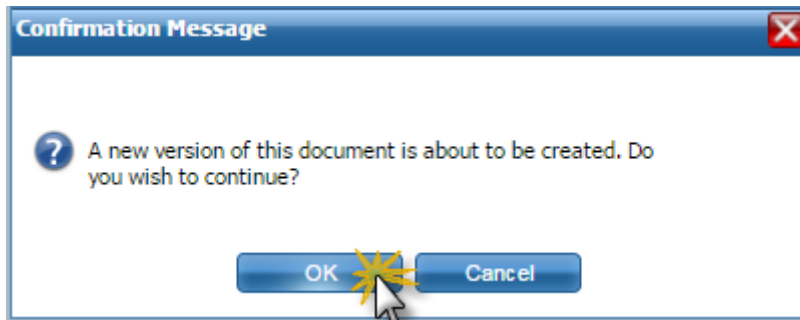 Confirmation Message
A new version of this document is about to be created. Do
you wish to continue?
OK
Cancel